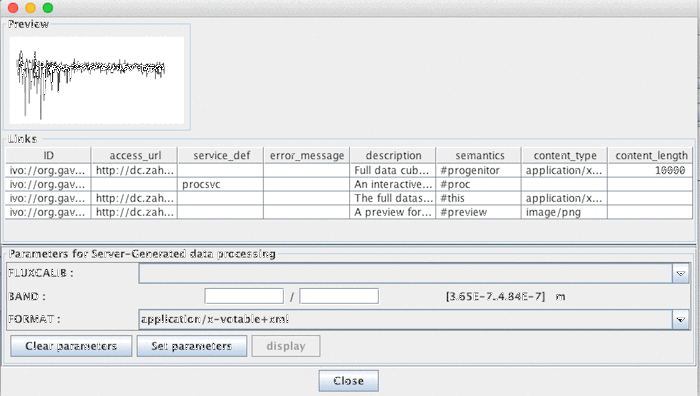 Preview
Links
ID access_url service_def error_message description semantics content_type content_length
ivo://org.gav... http://dc.zah... Full data cub... #progenitor application/x... 10000
ivo://org.gav... procsvc An interactive... #proc
ivo://org.gav... http://dc.zah... The full datas... #this application/x...
ivo://org.gav... http://dc.zah... A preview for... #preview image/png
Parameters for Server-Generated data processing
FLUXCALIB :
BAND : / [3.65E-7..4.84E-7] m
FORMAT : application/x-votable+xml
Clear parameters Set parameters display
Close